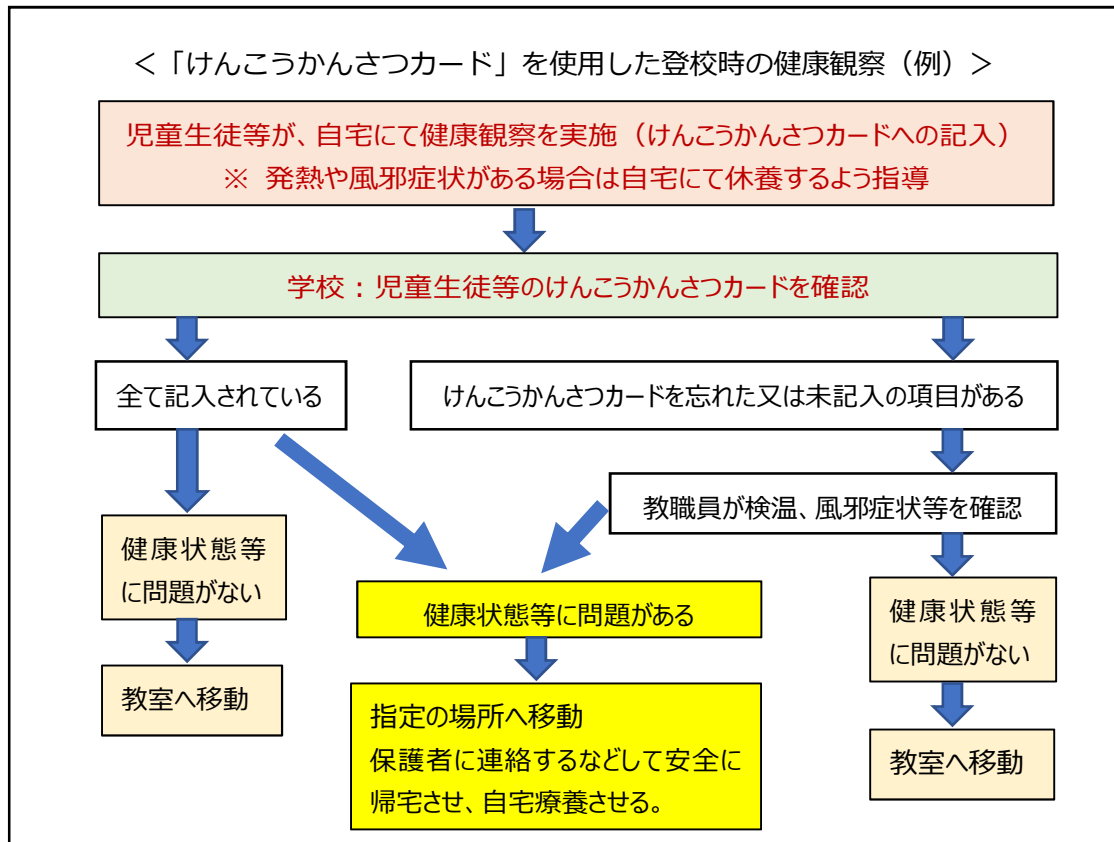 ＜「けんこうかんさつカード」を使用した登校時の健康観察（例）＞
児童生徒等が、自宅にて健康観察を実施（けんこうかんさつカードへの記入）
※ 発熱や風邪症状がある場合は自宅にて休養するよう指導
学校：児童生徒等のけんこうかんさつカードを確認
全て記入されている
けんこうかんさつカードを忘れた又は未記入の項目がある
教職員が検温、風邪症状等を確認
健康状態等
に問題がない
健康状態等に問題がある
健康状態等
に問題がない
教室へ移動
指定の場所へ移動
保護者に連絡するなどして安全に
帰宅させ、自宅療養させる。
教室へ移動